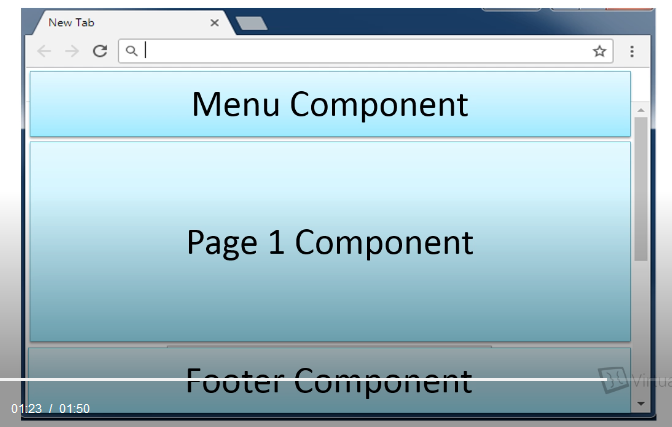 New Tab
Menu Component
Page 1 Component
Footer Component
01:23 / 01:50